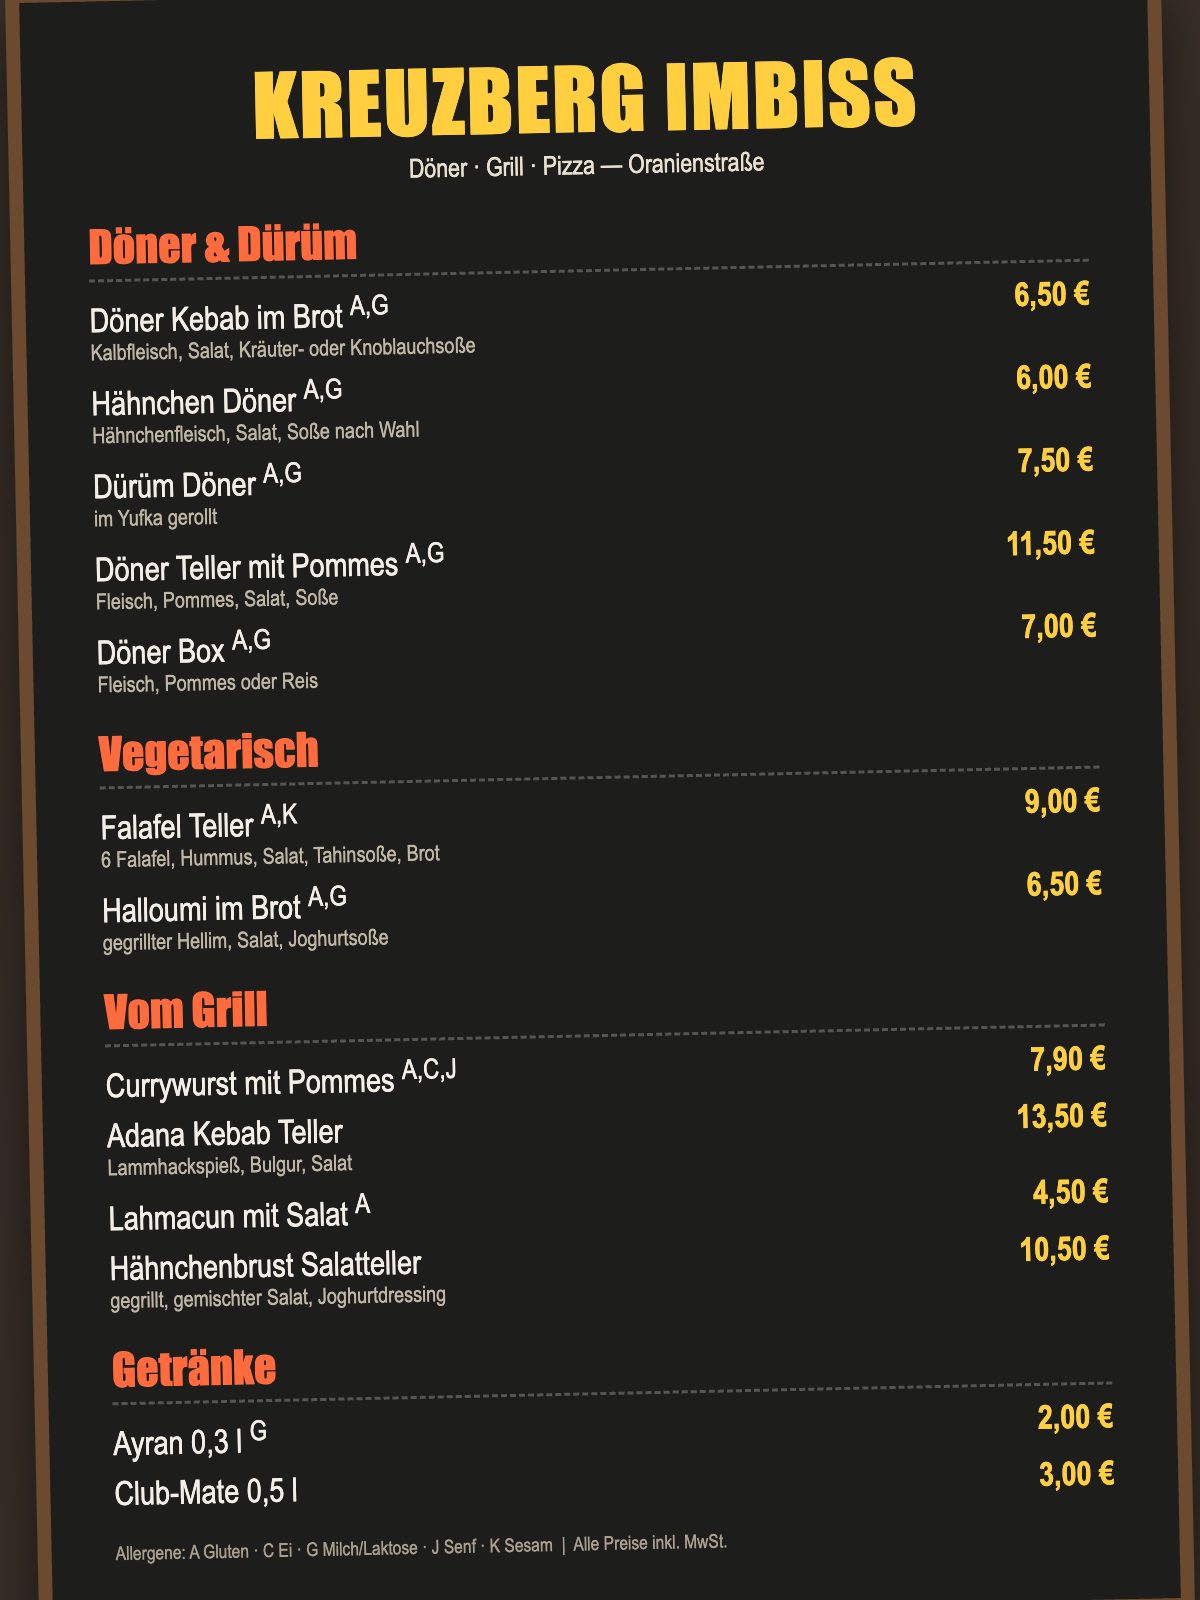 KREUZBERG IMBISS
Döner · Grill · Pizza — Oranienstraße
Döner & Dürüm
Döner Kebab im Brot A,G 6,50 €
Kalbfleisch, Salat, Kräuter- oder Knoblauchsoße
Hähnchen Döner A,G 6,00 €
Hähnchenfleisch, Salat, Soße nach Wahl
Dürüm Döner A,G 7,50 €
im Yufka gerollt
Döner Teller mit Pommes A,G 11,50 €
Fleisch, Pommes, Salat, Soße
Döner Box A,G 7,00 €
Fleisch, Pommes oder Reis
Vegetarisch
Falafel Teller A,K 9,00 €
6 Falafel, Hummus, Salat, Tahinsoße, Brot
Halloumi im Brot A,G 6,50 €
gegrillter Hellim, Salat, Joghurtsoße
Vom Grill
Currywurst mit Pommes A,C,J 7,90 €
Adana Kebab Teller 13,50 €
Lammhackspieß, Bulgur, Salat
Lahmacun mit Salat A 4,50 €
Hähnchenbrust Salatteller 10,50 €
gegrillt, gemischter Salat, Joghurtdressing
Getränke
Ayran 0,3 l G 2,00 €
Club-Mate 0,5 l 3,00 €
Allergene: A Gluten · C Ei · G Milch/Laktose · J Senf · K Sesam | Alle Preise inkl. MwSt.